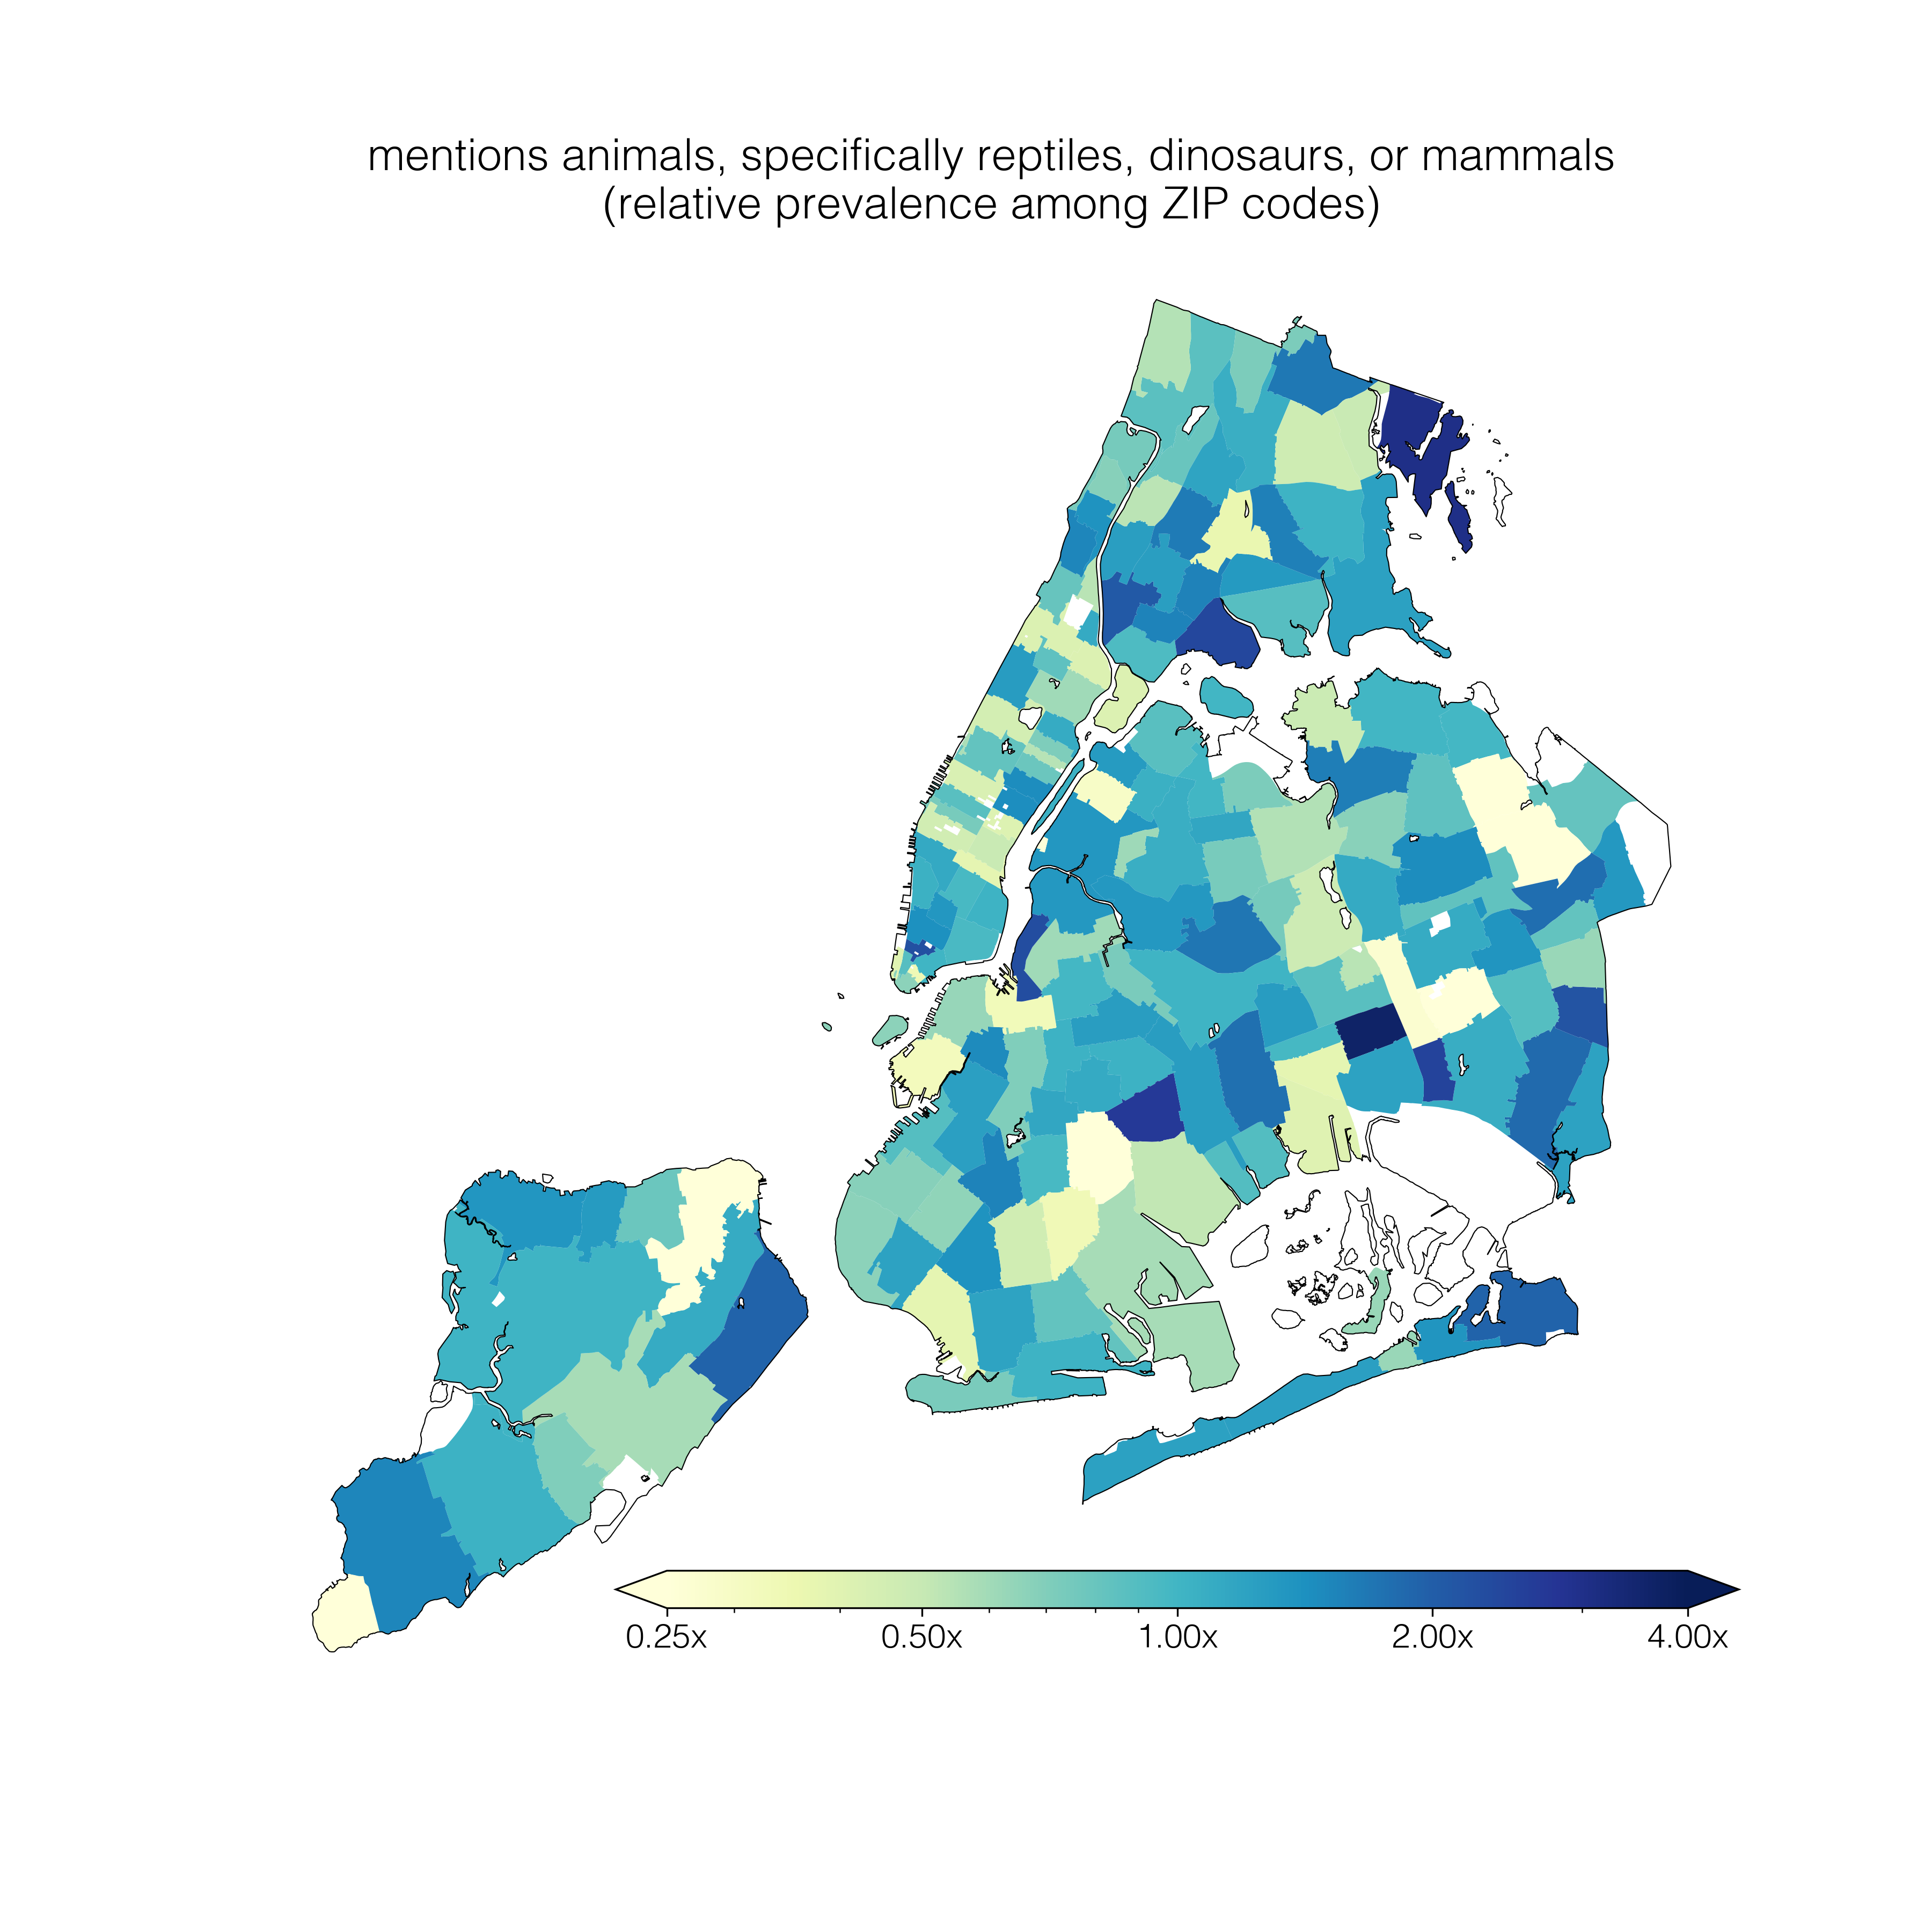 mentions animals, specifically reptiles, dinosaurs, or mammals
(relative prevalence among ZIP codes)
0.25x 0.50x 1.00x 2.00x 4.00x